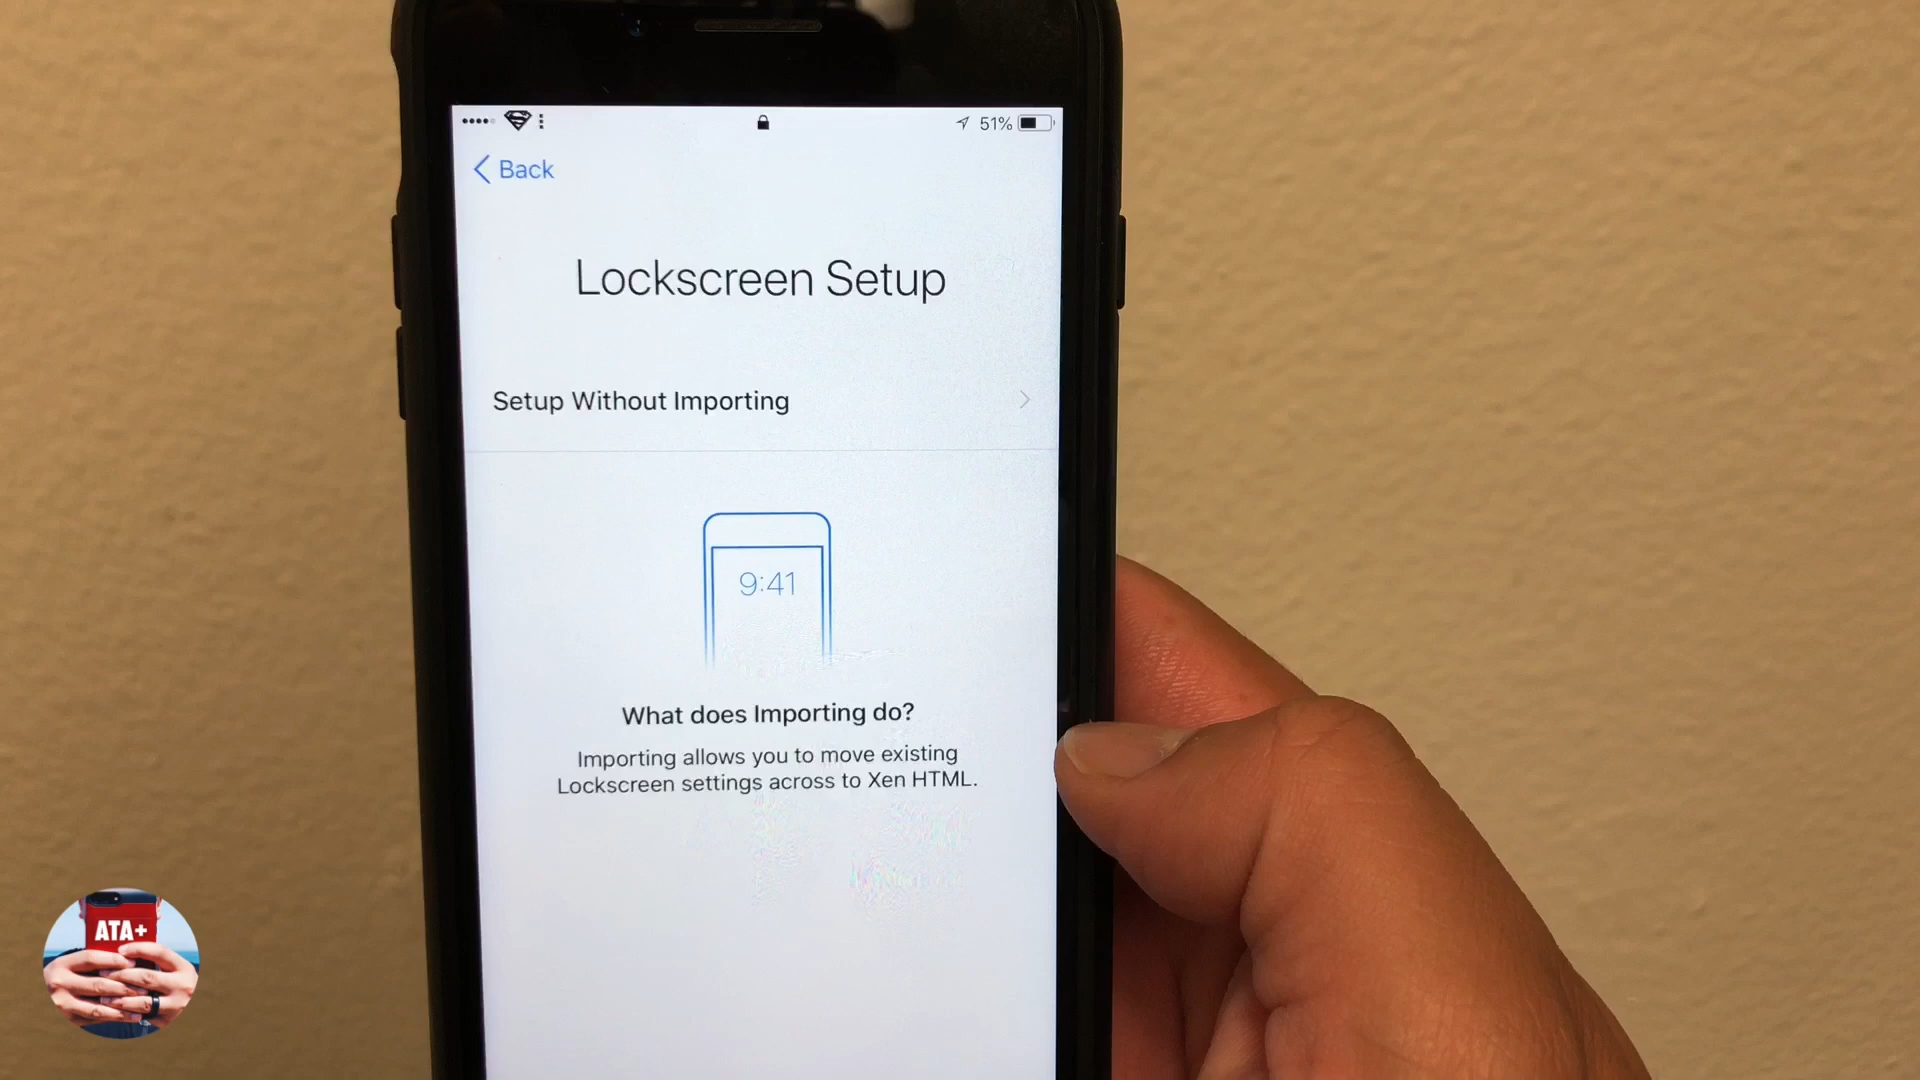 51%
Back
Lockscreen Setup
Setup Without Importing
9:41
What does Importing do?
Importing allows you to move existing
Lockscreen settings across to Xen HTML.
ATA+